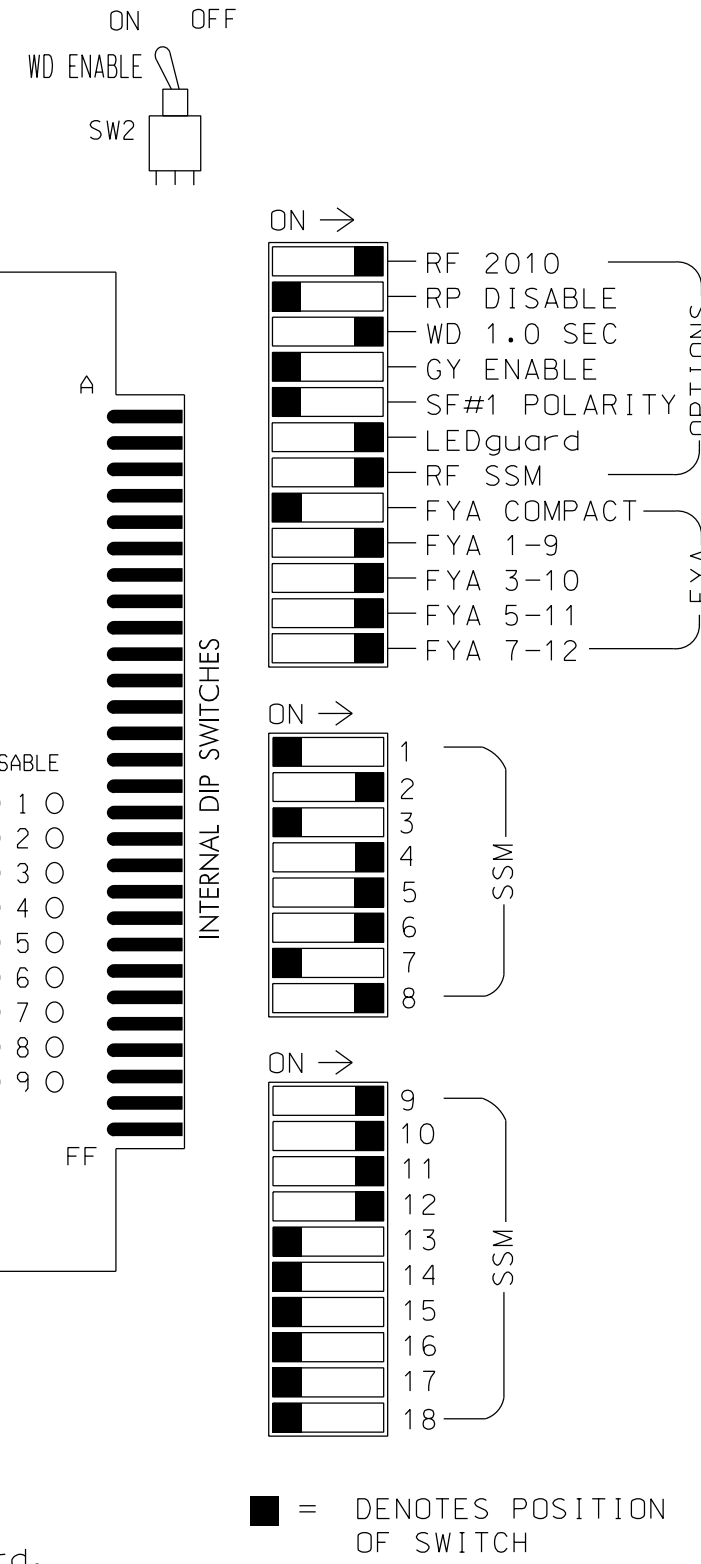 ON OFF
WD ENABLE
SW2
ON →
RF 2010
RP DISABLE
WD 1.0 SEC
GY ENABLE
SF#1 POLARITY
LEDguard
RF SSM
OPTIONS
FYA COMPACT
FYA 1-9
FYA 3-10
FYA 5-11
FYA 7-12
FYA
A
FF
INTERNAL DIP SWITCHES
1
2
3
4
5
6
7
8
9
ON →
1
2
3
4
5
6
7
8
SSM
ON →
9
10
11
12
13
14
15
16
17
18
SSM
■ = DENOTES POSITION
OF SWITCH